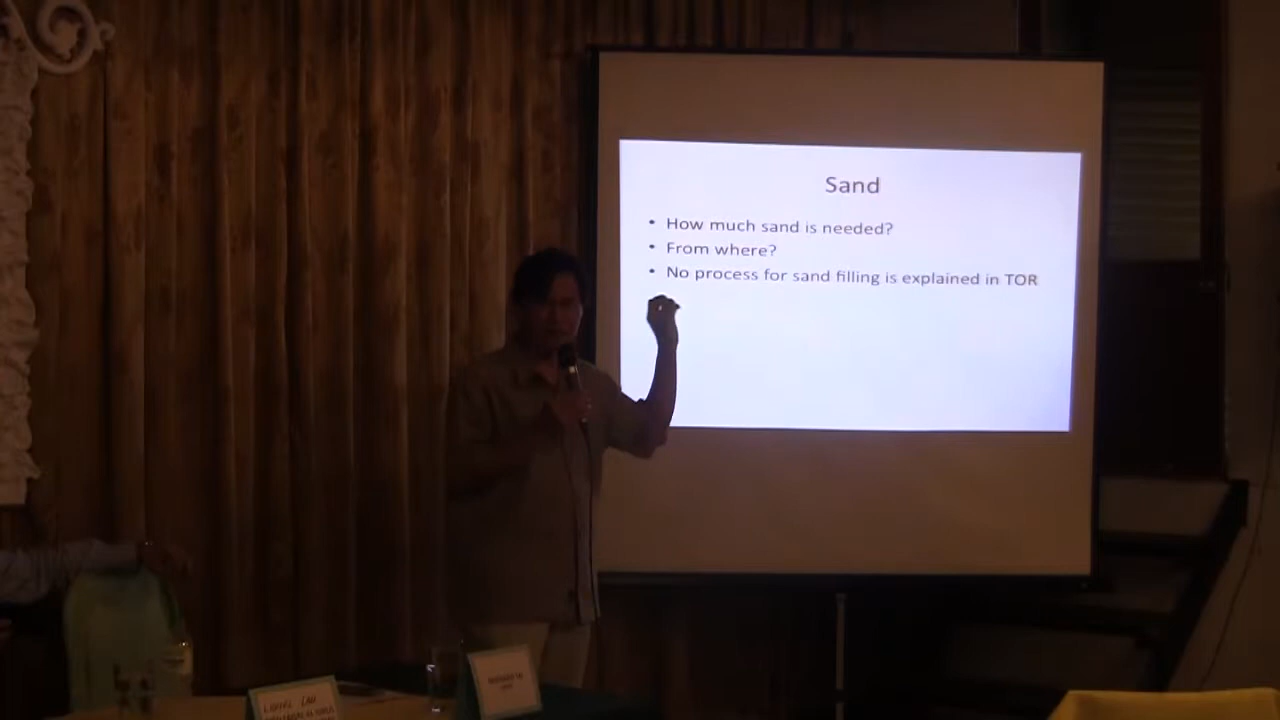 Sand
• How much sand is needed?
• From where?
• No process for sand filling is explained in TOR